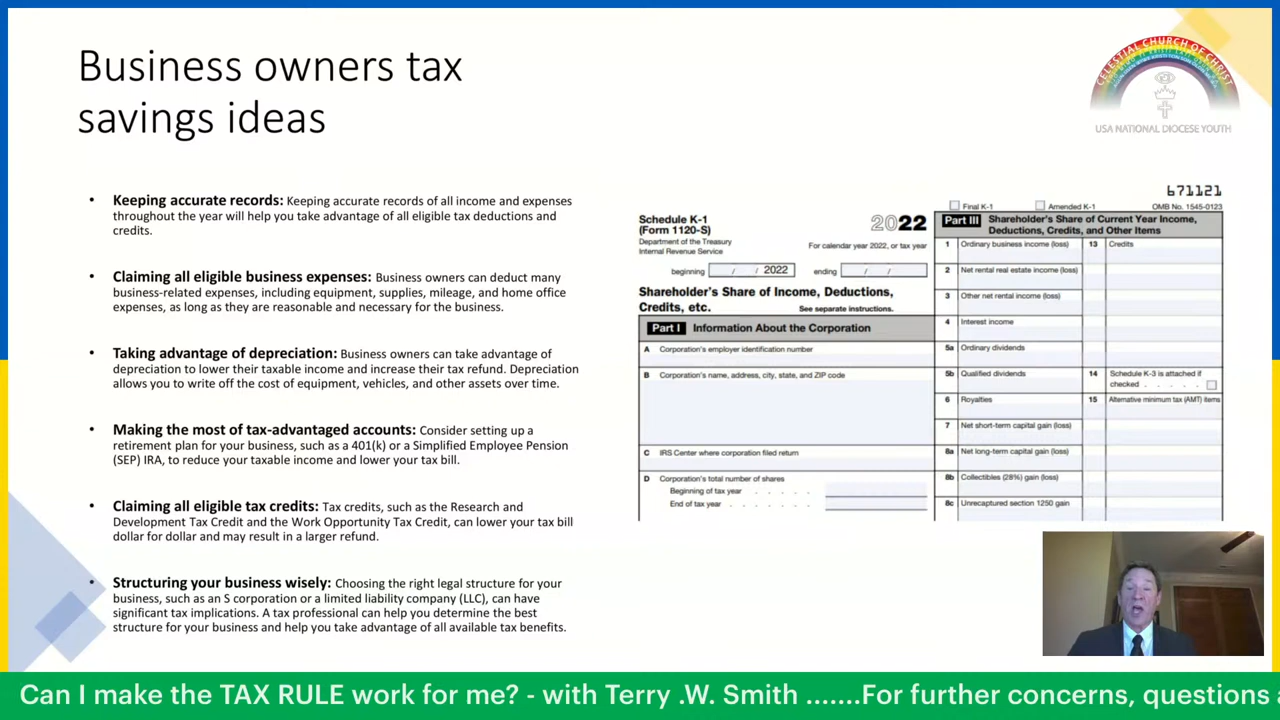 Business owners tax
savings ideas
CELESTIAL CHURCH OF CHRIST
USA NATIONAL DIOCESE YOUTH
• Keeping accurate records: Keeping accurate records of all income and expenses
throughout the year will help you take advantage of all eligible tax deductions and
credits.
• Claiming all eligible business expenses: Business owners can deduct many
business-related expenses, including equipment, supplies, mileage, and home office
expenses, as long as they are reasonable and necessary for the business.
• Taking advantage of depreciation: Business owners can take advantage of
depreciation to lower their taxable income and increase their tax refund. Depreciation
allows you to write off the cost of equipment, vehicles, and other assets over time.
• Making the most of tax-advantaged accounts: Consider setting up a
retirement plan for your business, such as a 401(k) or a Simplified Employee Pension
(SEP) IRA, to reduce your taxable income and lower your tax bill.
• Claiming all eligible tax credits: Tax credits, such as the Research and
Development Tax Credit and the Work Opportunity Tax Credit, can lower your tax bill
dollar for dollar and may result in a larger refund.
• Structuring your business wisely: Choosing the right legal structure for your
business, such as an S corporation or a limited liability company (LLC), can have
significant tax implications. A tax professional can help you determine the best
structure for your business and help you take advantage of all available tax benefits.
671121
Final K-1 Amended K-1 OMB No. 1545-0123
Schedule K-1
(Form 1120-S)
2022
Department of the Treasury
Internal Revenue Service
For calendar year 2022, or tax year
beginning / / 2022 ending / /
Shareholder's Share of Income, Deductions,
Credits, etc. See separate instructions.
Part I Information About the Corporation
A Corporation's employer identification number
B Corporation's name, address, city, state, and ZIP code
C IRS Center where corporation filed return
D Corporation's total number of shares
Beginning of tax year . . . . .
End of tax year . . . . . . .
Part III Shareholder's Share of Current Year Income,
Deductions, Credits, and Other Items
1 Ordinary business income (loss) 13 Credits
2 Net rental real estate income (loss)
3 Other net rental income (loss)
4 Interest income
5a Ordinary dividends
5b Qualified dividends 14 Schedule K-3 is attached if
checked . . . . .
6 Royalties 15 Alternative minimum tax (AMT) items
7 Net short-term capital gain (loss)
8a Net long-term capital gain (loss)
8b Collectibles (28%) gain (loss)
8c Unrecaptured section 1250 gain
Can I make the TAX RULE work for me? - with Terry .W. Smith .......For further concerns, questions